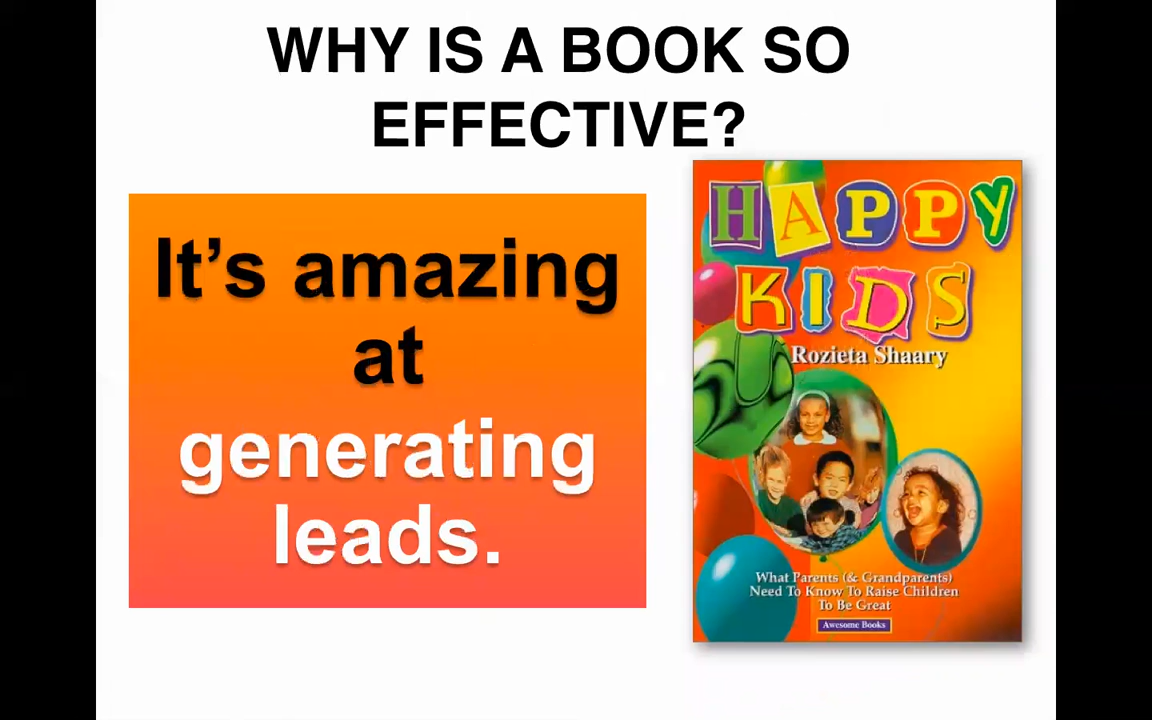 WHY IS A BOOK SO
EFFECTIVE?
It’s amazing
at
generating
leads.
HAPPY
KIDS
Rozieta Shaary
What Parents (& Grandparents)
Need To Know To Raise Children
To Be Great
Awesome Books